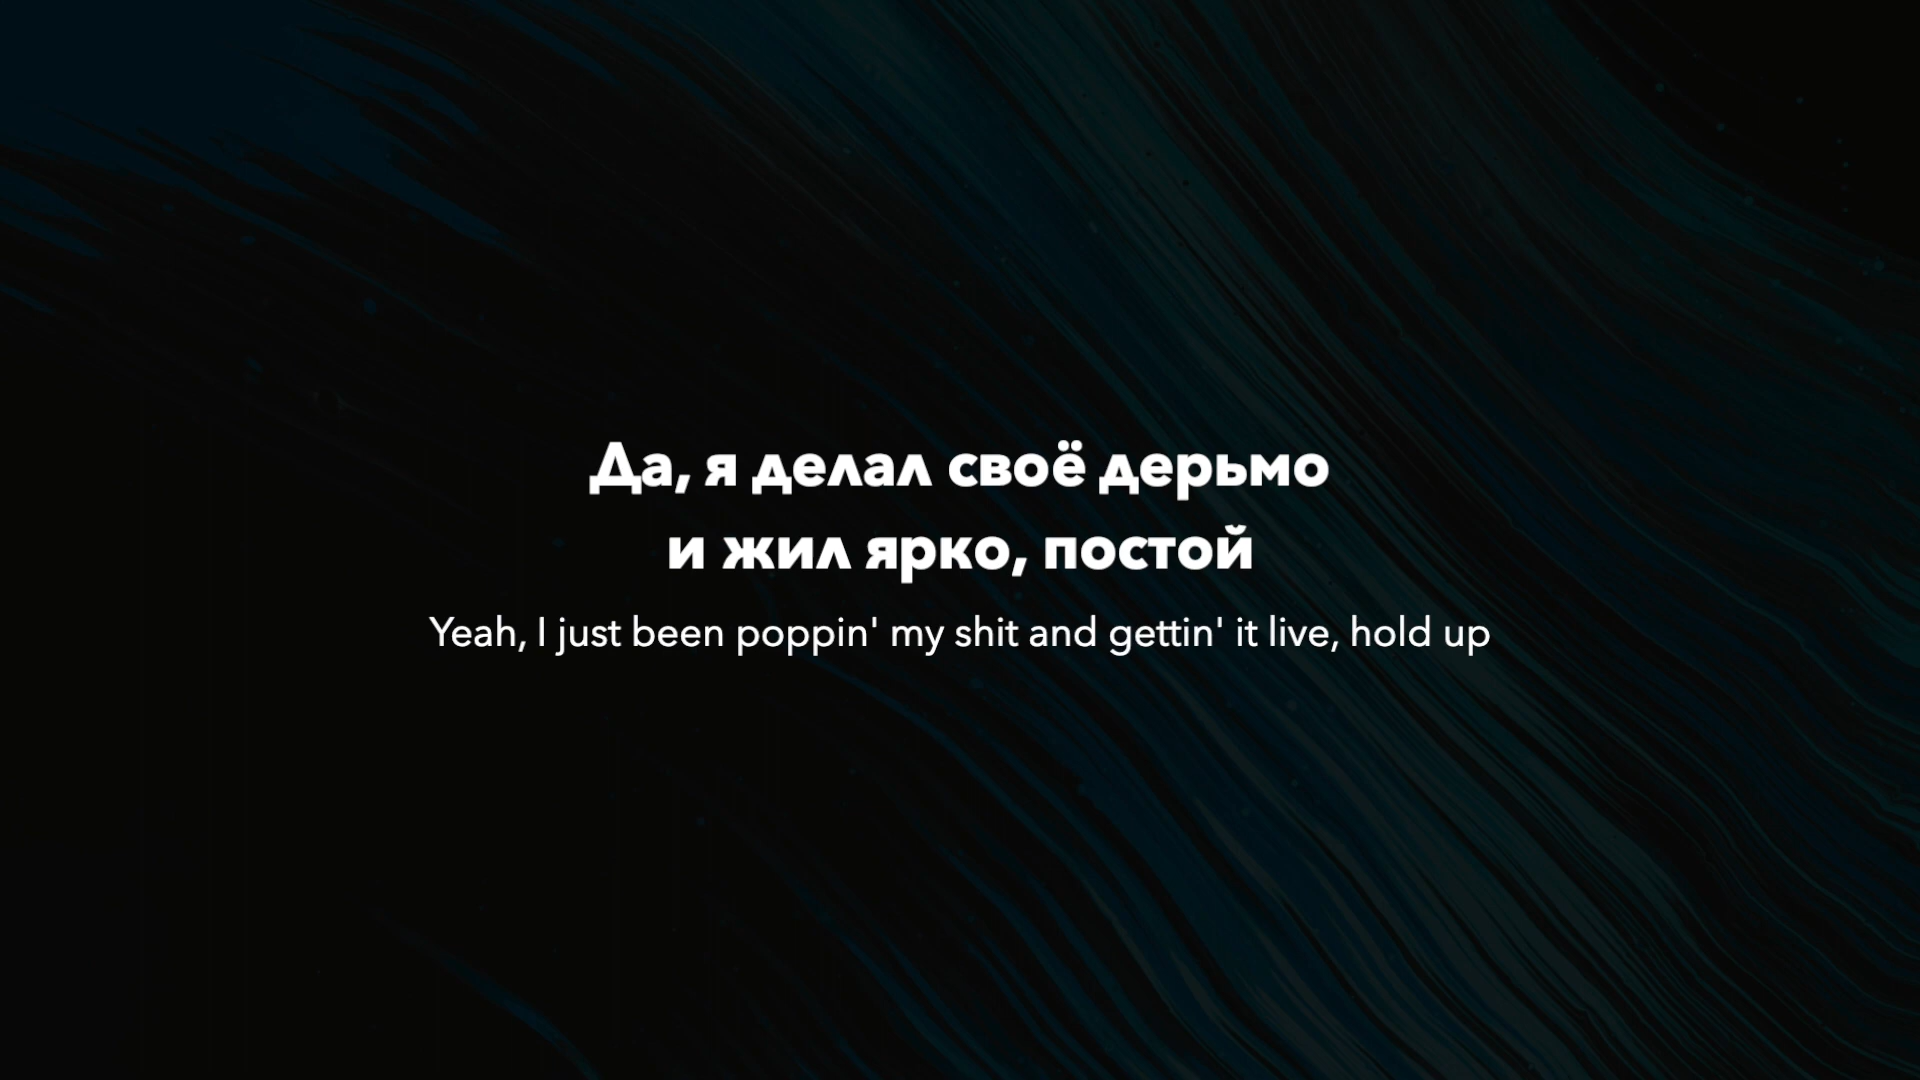 Да, я делал своё дерьмо
и жил ярко, постой
Yeah, I just been poppin' my shit and gettin' it live, hold up